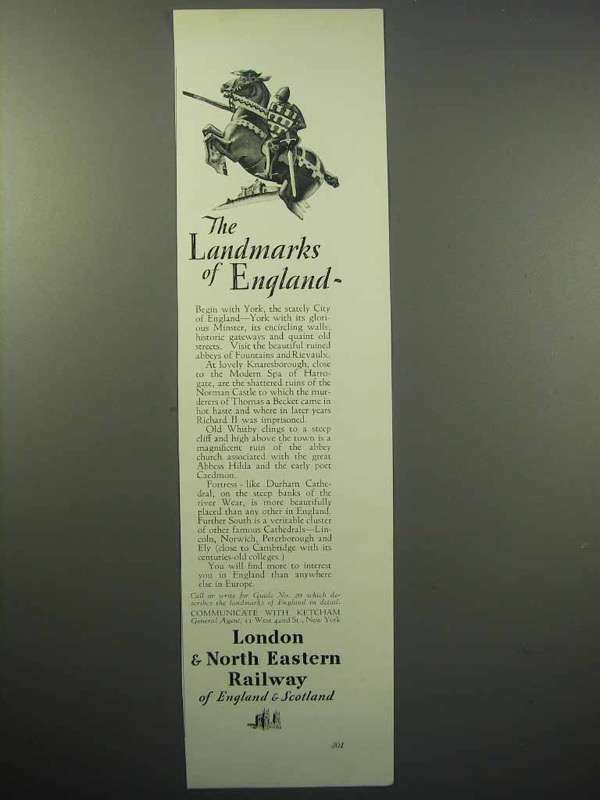 The
Landmarks
of England~
Begin with York, the stately City
of England—York with its glori-
ous Minster, its encircling walls,
historic gateways and quaint old
streets. Visit the beautiful ruined
abbeys of Fountains and Rievaulx.
At lovely Knaresborough, close
to the Modern Spa of Harro-
gate, are the shattered ruins of the
Norman Castle to which the mur-
derers of Thomas a Becket came in
hot haste and where in later years
Richard II was imprisoned.
Old Whitby clings to a steep
cliff and high above the town is a
magnificent ruin of the abbey
church associated with the great
Abbess Hilda and the early poet
Caedmon.
Fortress-like Durham Cathe-
dral, on the steep banks of the
river Wear, is more beautifully
placed than any other in England.
Further South is a veritable cluster
of other famous Cathedrals—Lin-
coln, Norwich, Peterborough and
Ely (close to Cambridge with its
centuries-old colleges.)
You will find more to interest
you in England than anywhere
else in Europe.
Call or write for Guide No. 20 which de-
scribes the landmarks of England in detail.
COMMUNICATE WITH KETCHAM
General Agent, 11 West 42nd St., New York
London
& North Eastern
Railway
of England & Scotland
201